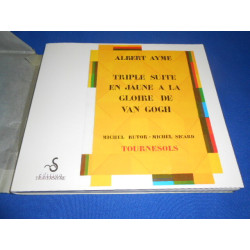 ALBERT AYME
TRIPLE SUITE
EN JAUNE A LA
GLOIRE DE
VAN GOGH
MICHEL BUTOR - MICHEL SICARD
TOURNESOLS